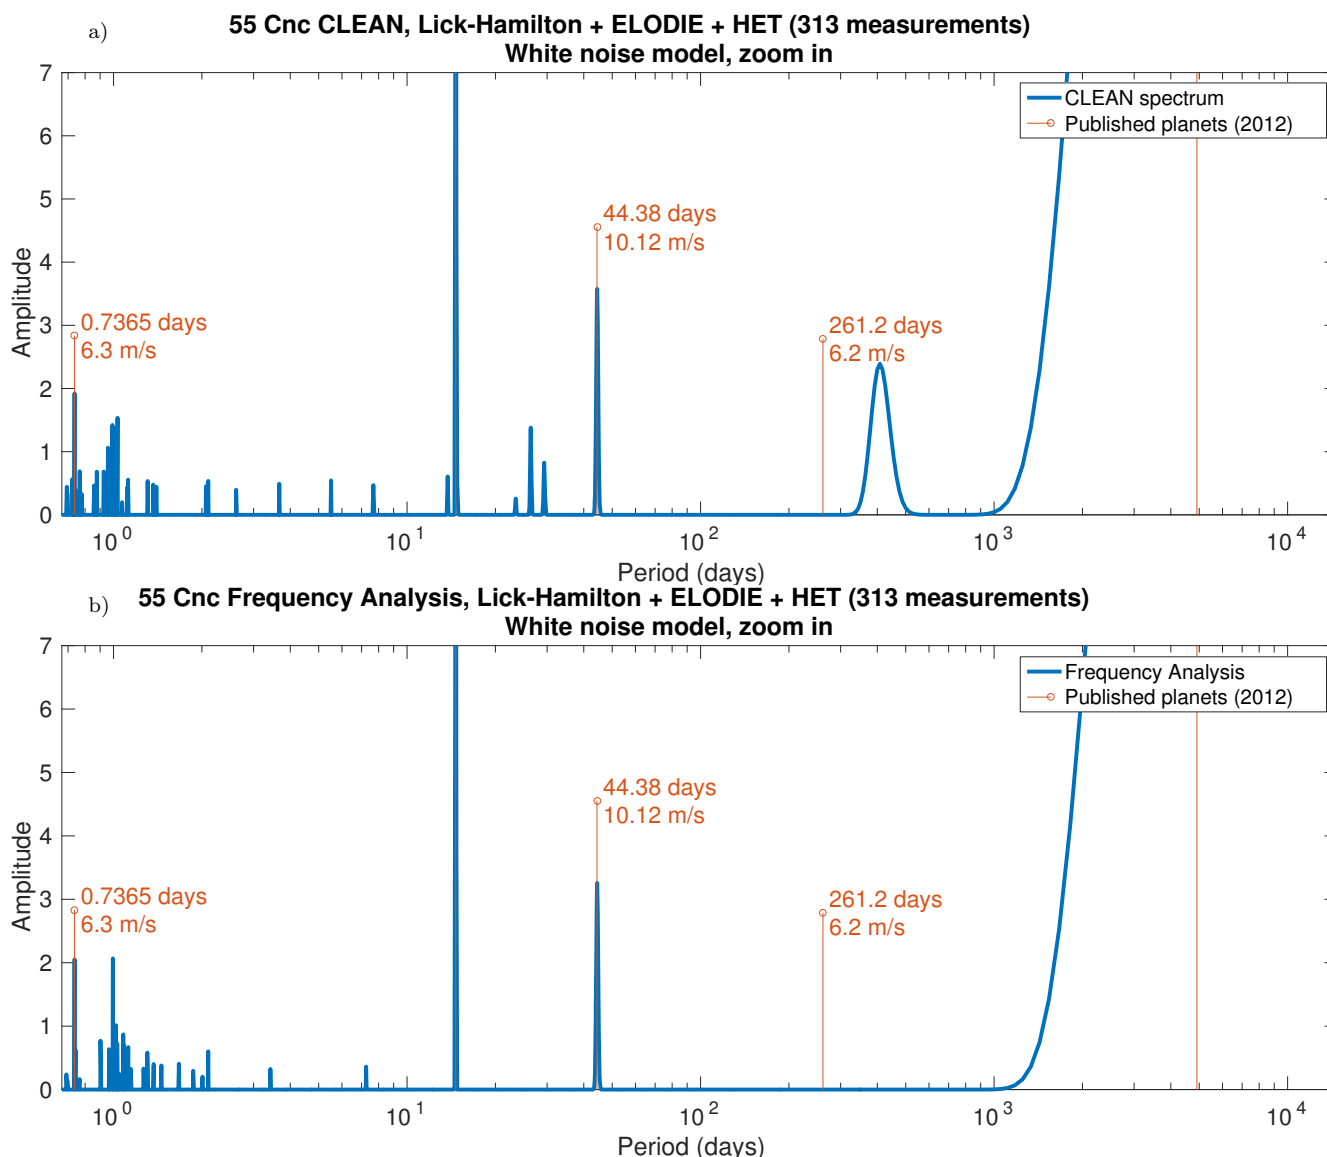 a)
55 Cnc CLEAN, Lick-Hamilton + ELODIE + HET (313 measurements)
White noise model, zoom in
7
6
5
4
3
2
1
0
Amplitude
CLEAN spectrum
Published planets (2012)
0.7365 days
6.3 m/s
44.38 days
10.12 m/s
261.2 days
6.2 m/s
10^0
10^1
10^2
10^3
10^4
Period (days)
b)
55 Cnc Frequency Analysis, Lick-Hamilton + ELODIE + HET (313 measurements)
White noise model, zoom in
7
6
5
4
3
2
1
0
Amplitude
Frequency Analysis
Published planets (2012)
0.7365 days
6.3 m/s
44.38 days
10.12 m/s
261.2 days
6.2 m/s
10^0
10^1
10^2
10^3
10^4
Period (days)